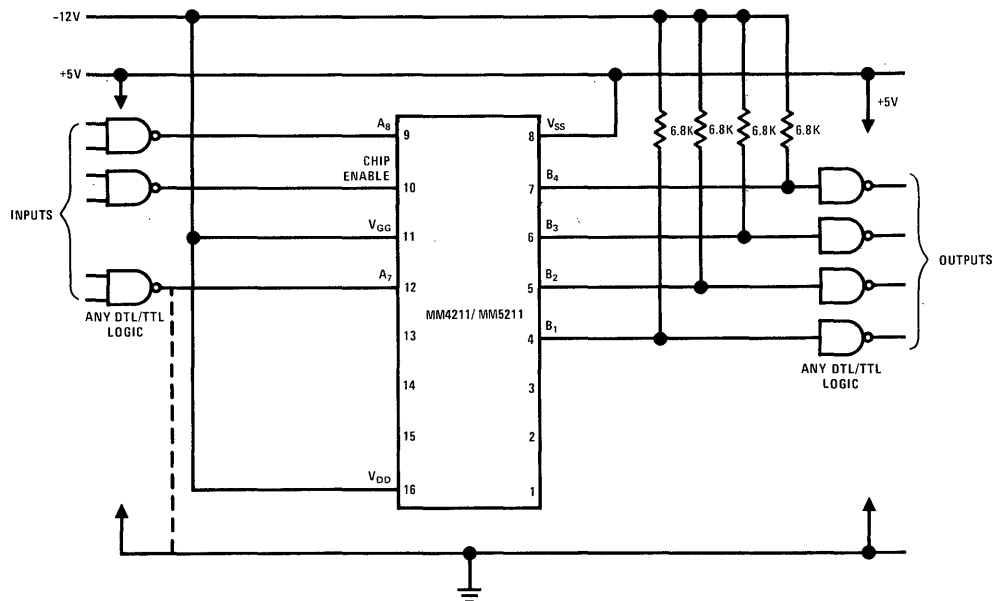 -12V
+5V
+5V
INPUTS
ANY DTL/TTL
LOGIC
A8
9
CHIP
ENABLE
10
VGG
11
A7
12
13
14
15
VDD
16
MM4211/MM5211
VSS
8
B4
7
B3
6
B2
5
B1
4
3
2
1
6.8K
6.8K
6.8K
6.8K
OUTPUTS
ANY DTL/TTL
LOGIC